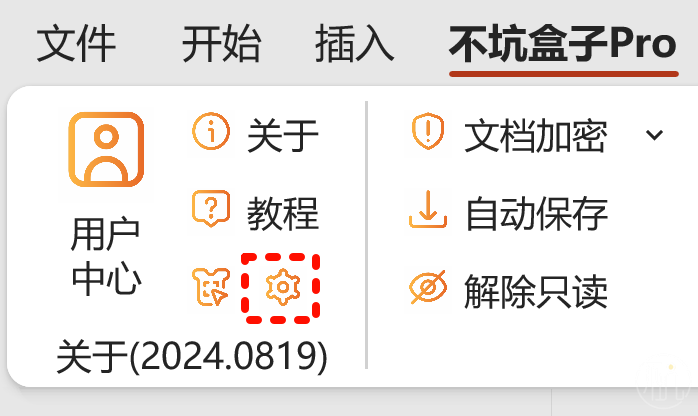 文件 开始 插入 不坑盒子Pro
用户中心
关于
教程
关于(2024.0819)
文档加密
自动保存
解除只读